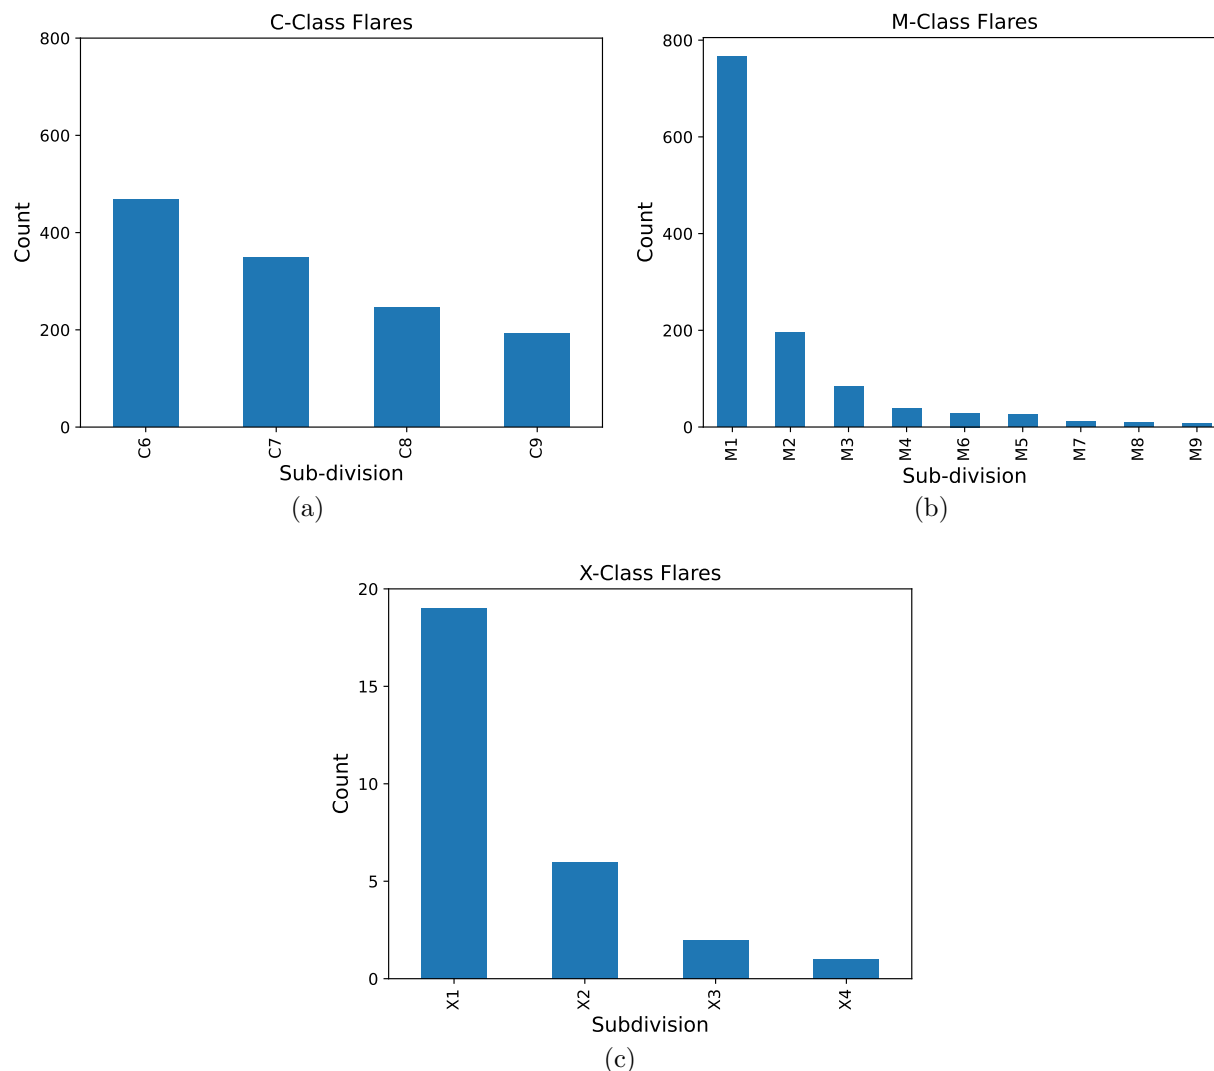 C-Class Flares
800
600
400
200
0
Count
C6 C7 C8 C9
Sub-division
(a)
M-Class Flares
800
600
400
200
0
Count
M1 M2 M3 M4 M6 M5 M7 M8 M9
Sub-division
(b)
X-Class Flares
20
15
10
5
0
Count
X1 X2 X3 X4
Subdivision
(c)